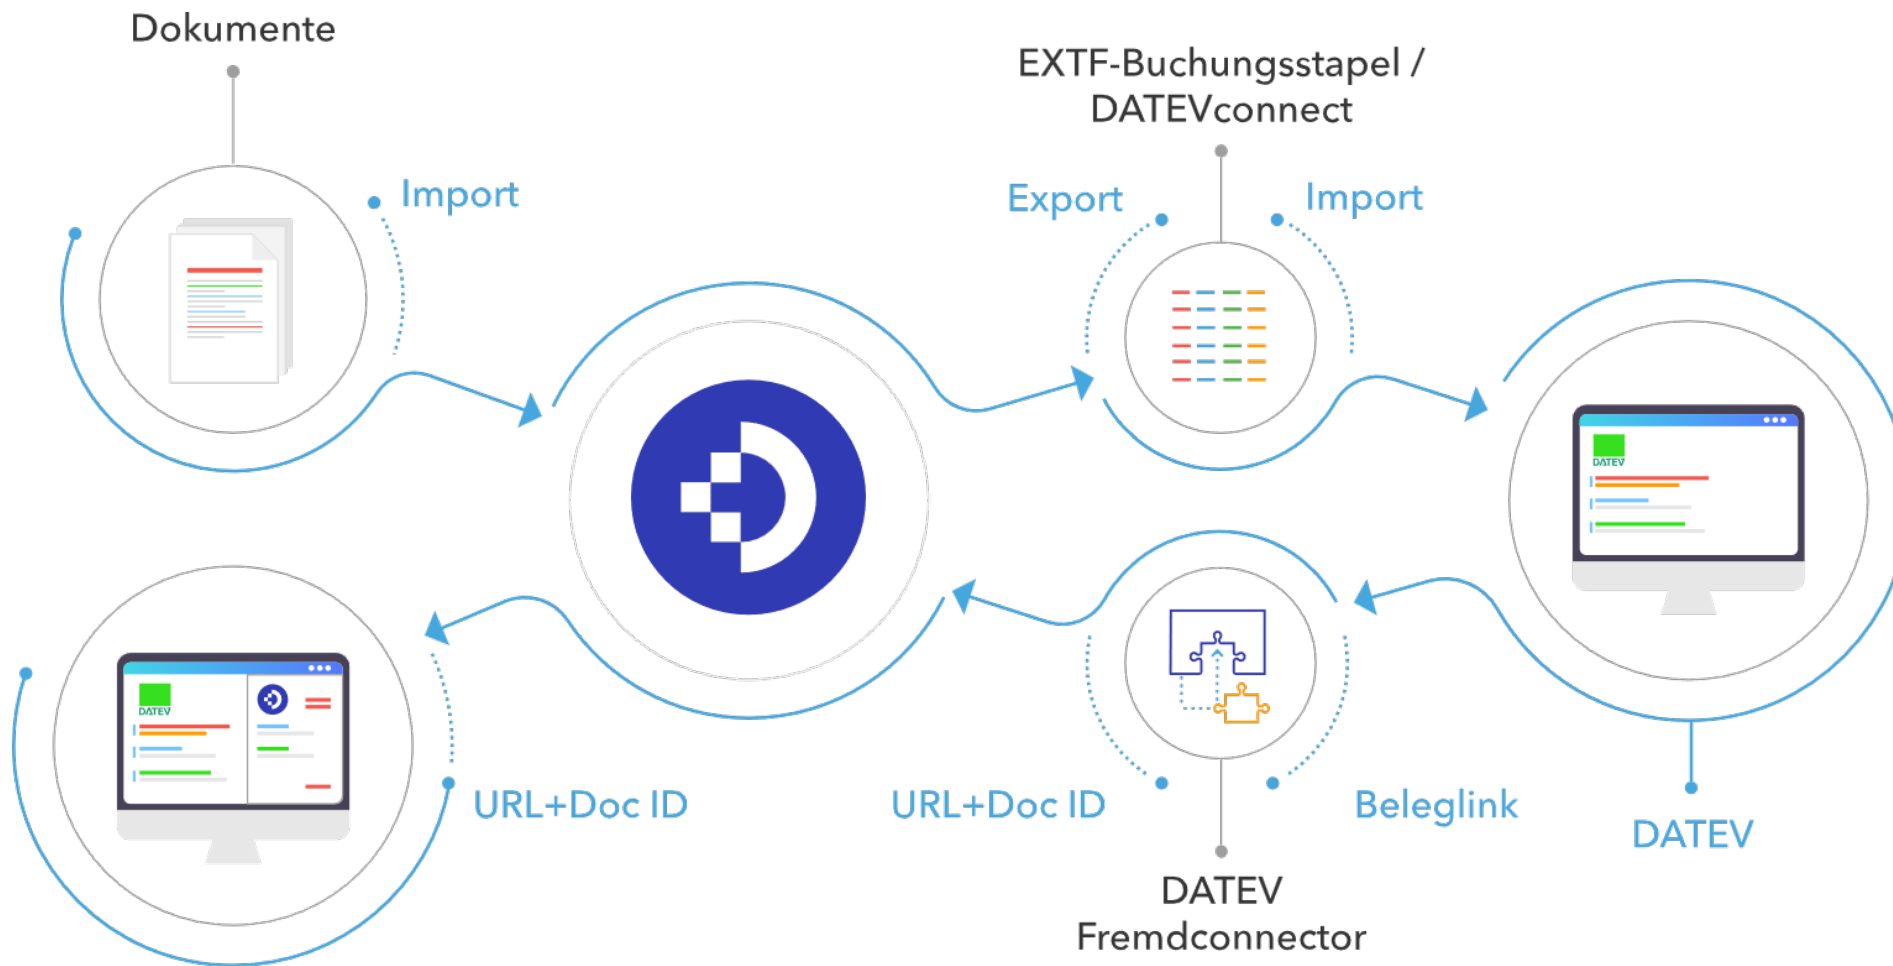 Dokumente
Import
EXTF-Buchungsstapel /
DATEVconnect
Export
Import
DATEV
DATEV
URL+Doc ID
URL+Doc ID
Beleglink
DATEV
DATEV
Fremdconnector